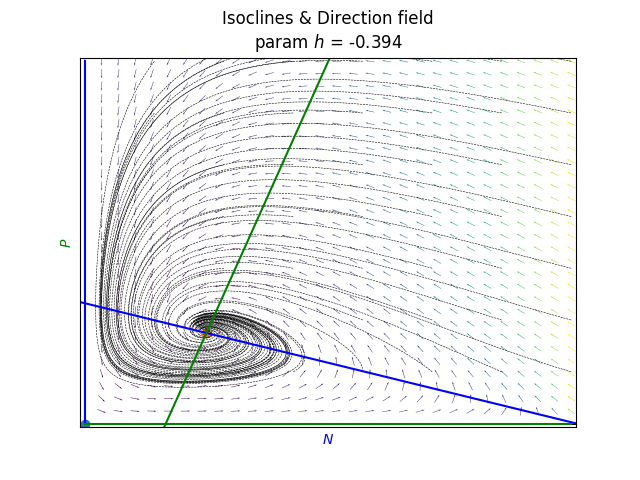 Isoclines & Direction field
param h = -0.394
P
N